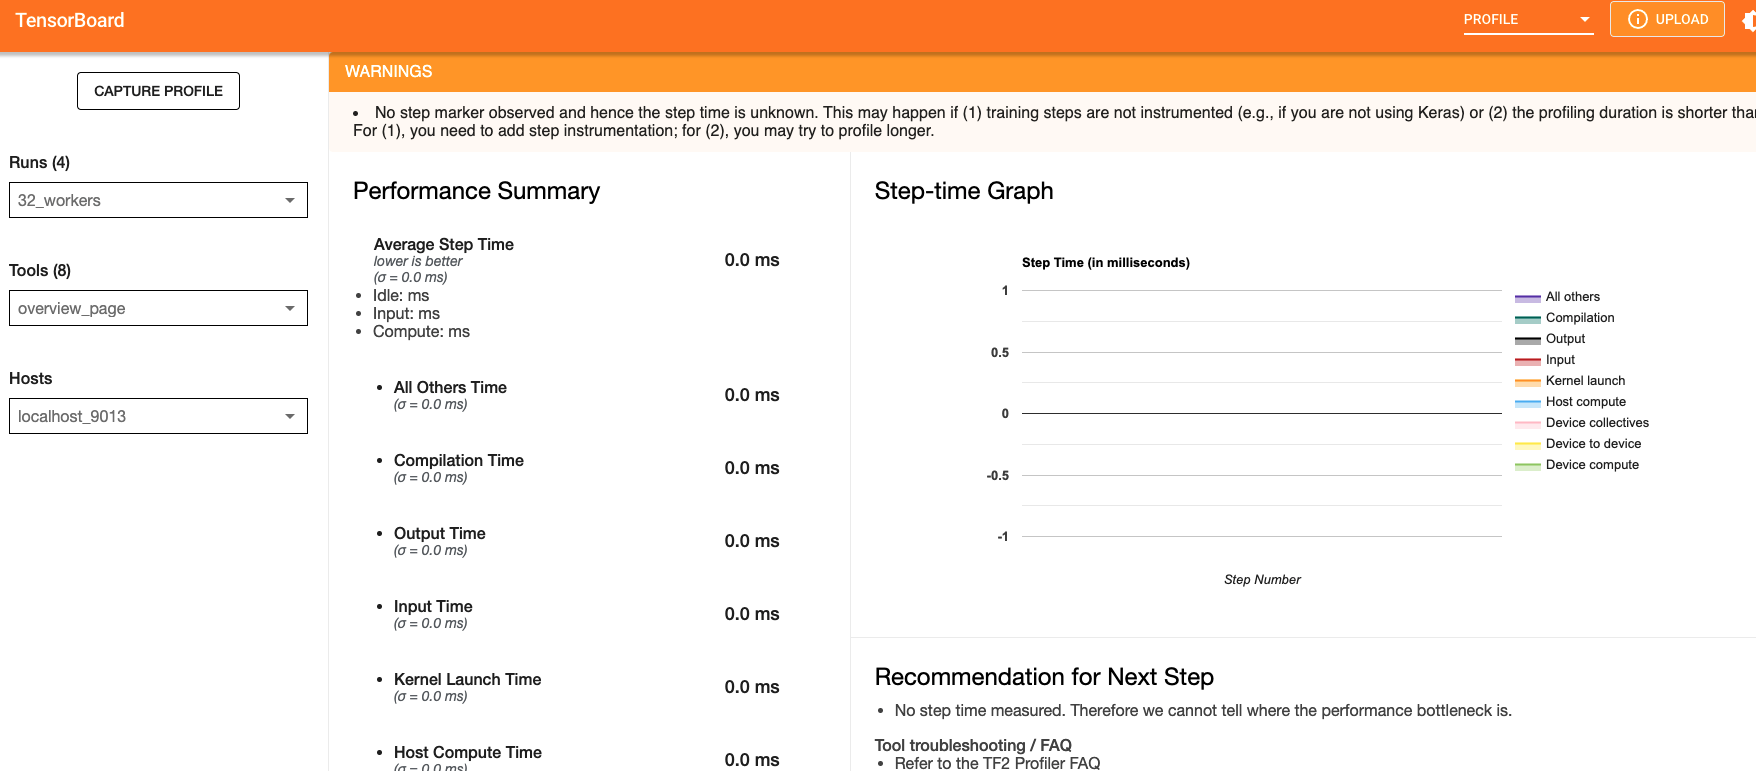 TensorBoard
PROFILE
UPLOAD
CAPTURE PROFILE
Runs (4)
32_workers
Tools (8)
overview_page
Hosts
localhost_9013
WARNINGS
• No step marker observed and hence the step time is unknown. This may happen if (1) training steps are not instrumented (e.g., if you are not using Keras) or (2) the profiling duration is shorter
For (1), you need to add step instrumentation; for (2), you may try to profile longer.
Performance Summary
Average Step Time
lower is better
(σ = 0.0 ms)
0.0 ms
• Idle: ms
• Input: ms
• Compute: ms
• All Others Time
(σ = 0.0 ms)
0.0 ms
• Compilation Time
(σ = 0.0 ms)
0.0 ms
• Output Time
(σ = 0.0 ms)
0.0 ms
• Input Time
(σ = 0.0 ms)
0.0 ms
• Kernel Launch Time
(σ = 0.0 ms)
0.0 ms
• Host Compute Time
(σ = 0.0 ms)
0.0 ms
Step-time Graph
Step Time (in milliseconds)
1
0.5
0
-0.5
-1
Step Number
All others
Compilation
Output
Input
Kernel launch
Host compute
Device collectives
Device to device
Device compute
Recommendation for Next Step
• No step time measured. Therefore we cannot tell where the performance bottleneck is.
Tool troubleshooting / FAQ
• Refer to the TF2 Profiler FAQ